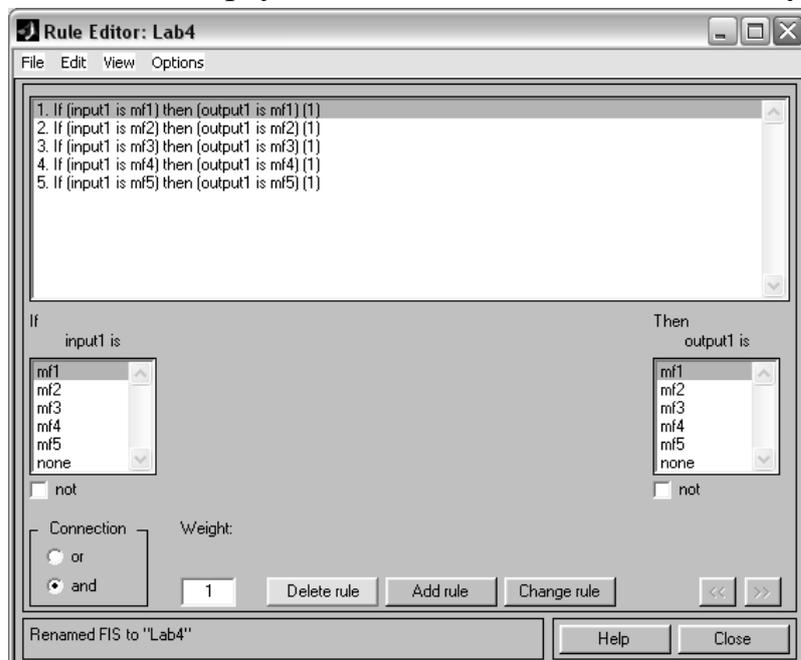 Rule Editor: Lab4
File Edit View Options
1. If (input1 is mf1) then (output1 is mf1) (1)
2. If (input1 is mf2) then (output1 is mf2) (1)
3. If (input1 is mf3) then (output1 is mf3) (1)
4. If (input1 is mf4) then (output1 is mf4) (1)
5. If (input1 is mf5) then (output1 is mf5) (1)
If
input1 is
mf1
mf2
mf3
mf4
mf5
none
not
Then
output1 is
mf1
mf2
mf3
mf4
mf5
none
not
Connection
or
and
Weight:
1
Delete rule
Add rule
Change rule
<< >>
Renamed FIS to "Lab4"
Help
Close